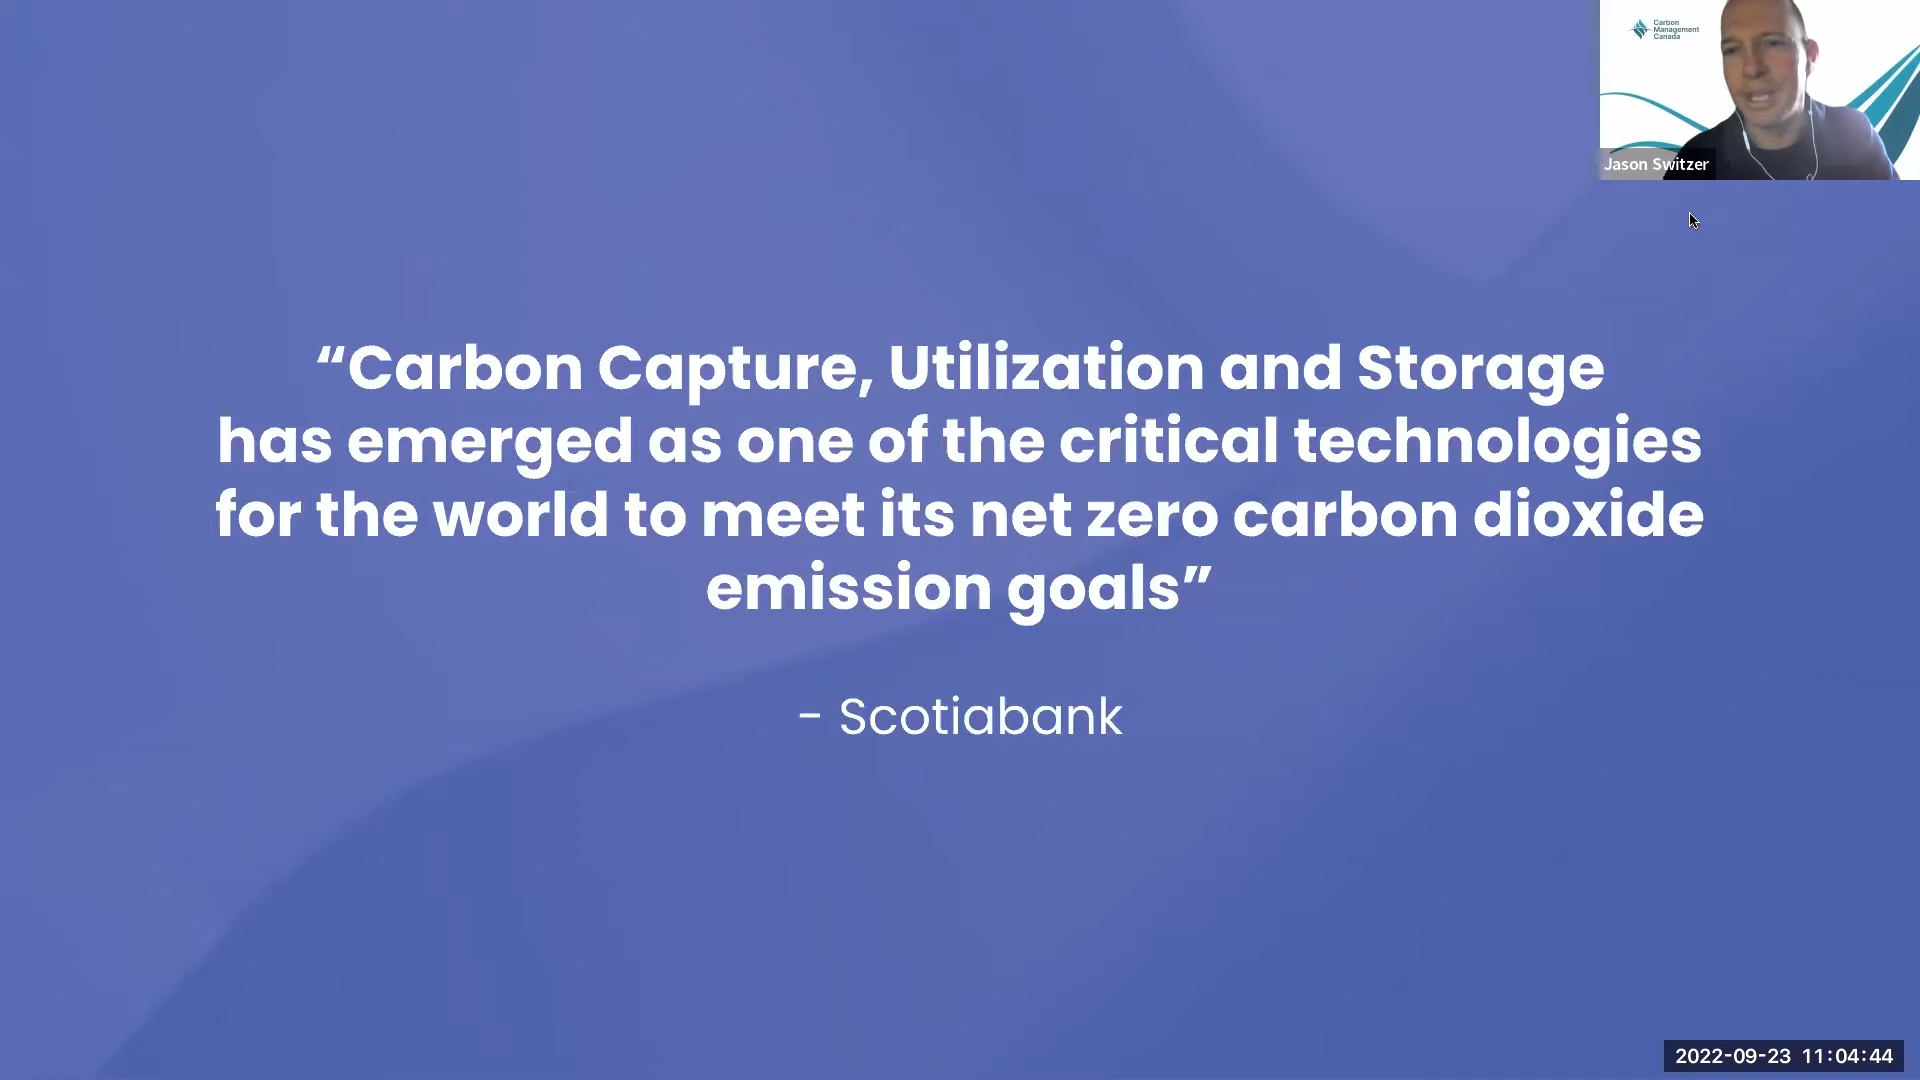 Carbon
Management
Canada
Jason Switzer
“Carbon Capture, Utilization and Storage
has emerged as one of the critical technologies
for the world to meet its net zero carbon dioxide
emission goals”
- Scotiabank
2022-09-23 11:04:44